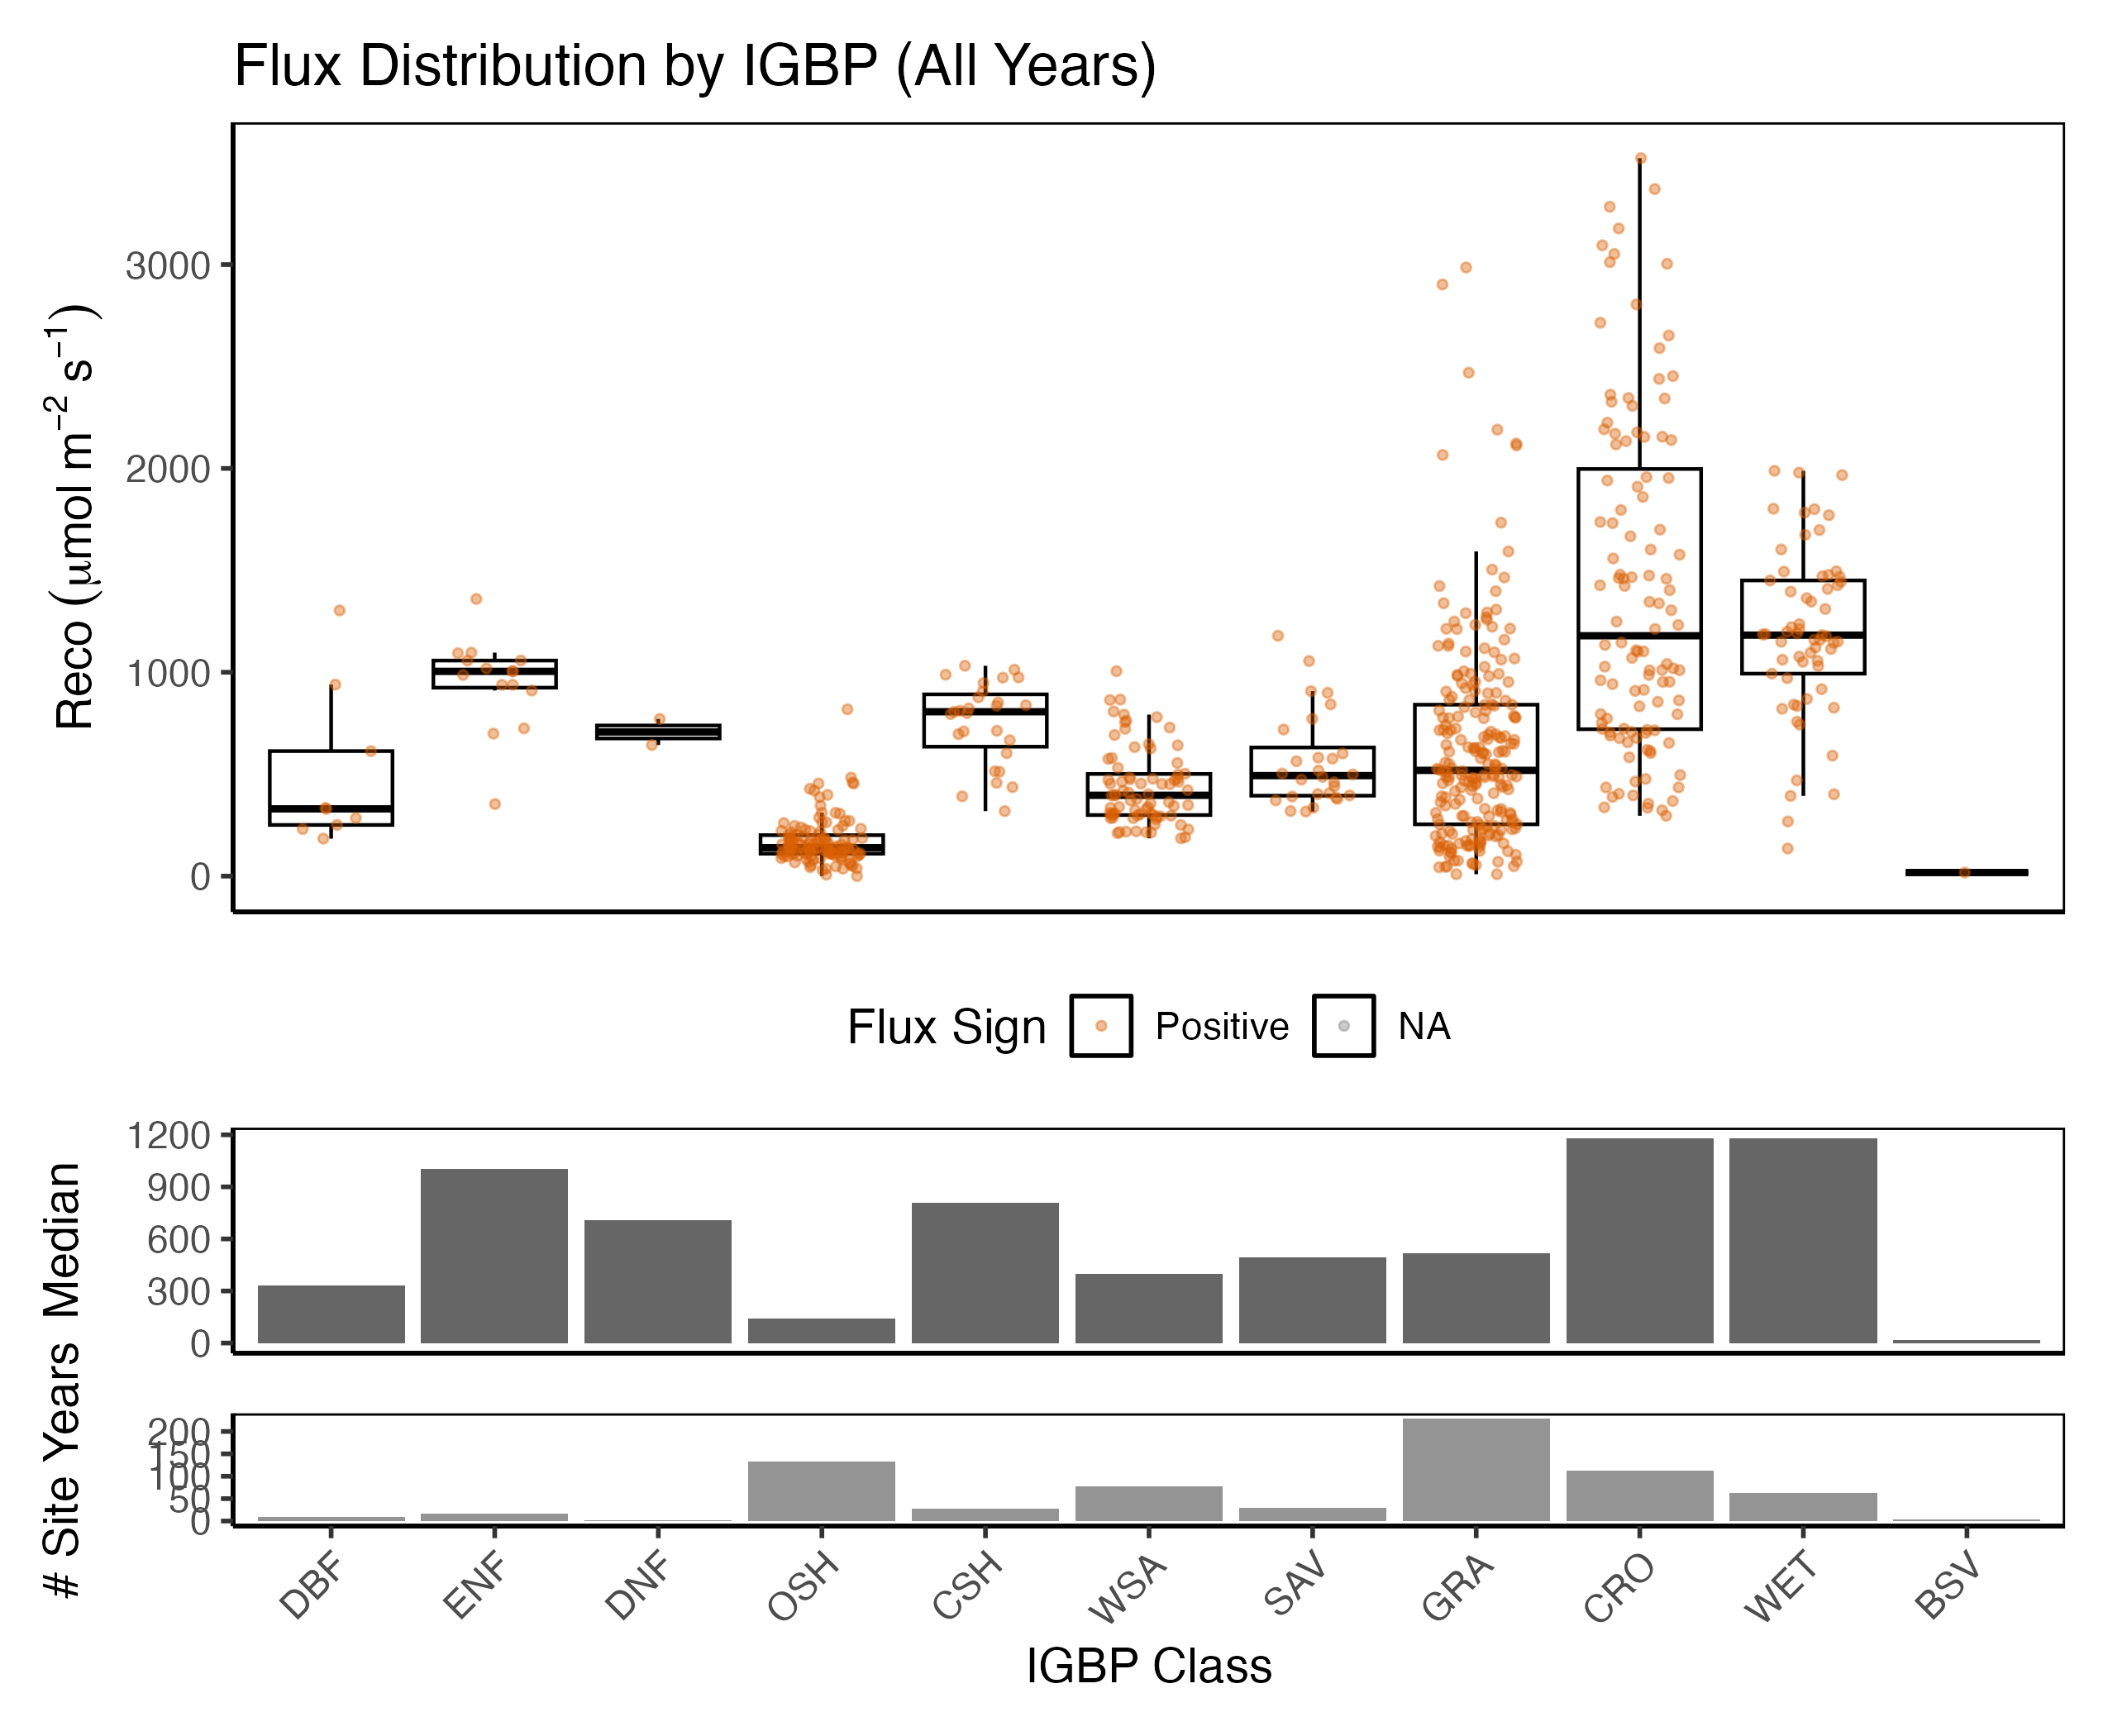 Flux Distribution by IGBP (All Years)
Reco (μmol m⁻² s⁻¹)
3000
2000
1000
0
Flux Sign Positive NA
Median
1200
900
600
300
0
# Site Years
200
150
100
50
0
DBF ENF DNF OSH CSH WSA SAV GRA CRO WET BSV
IGBP Class